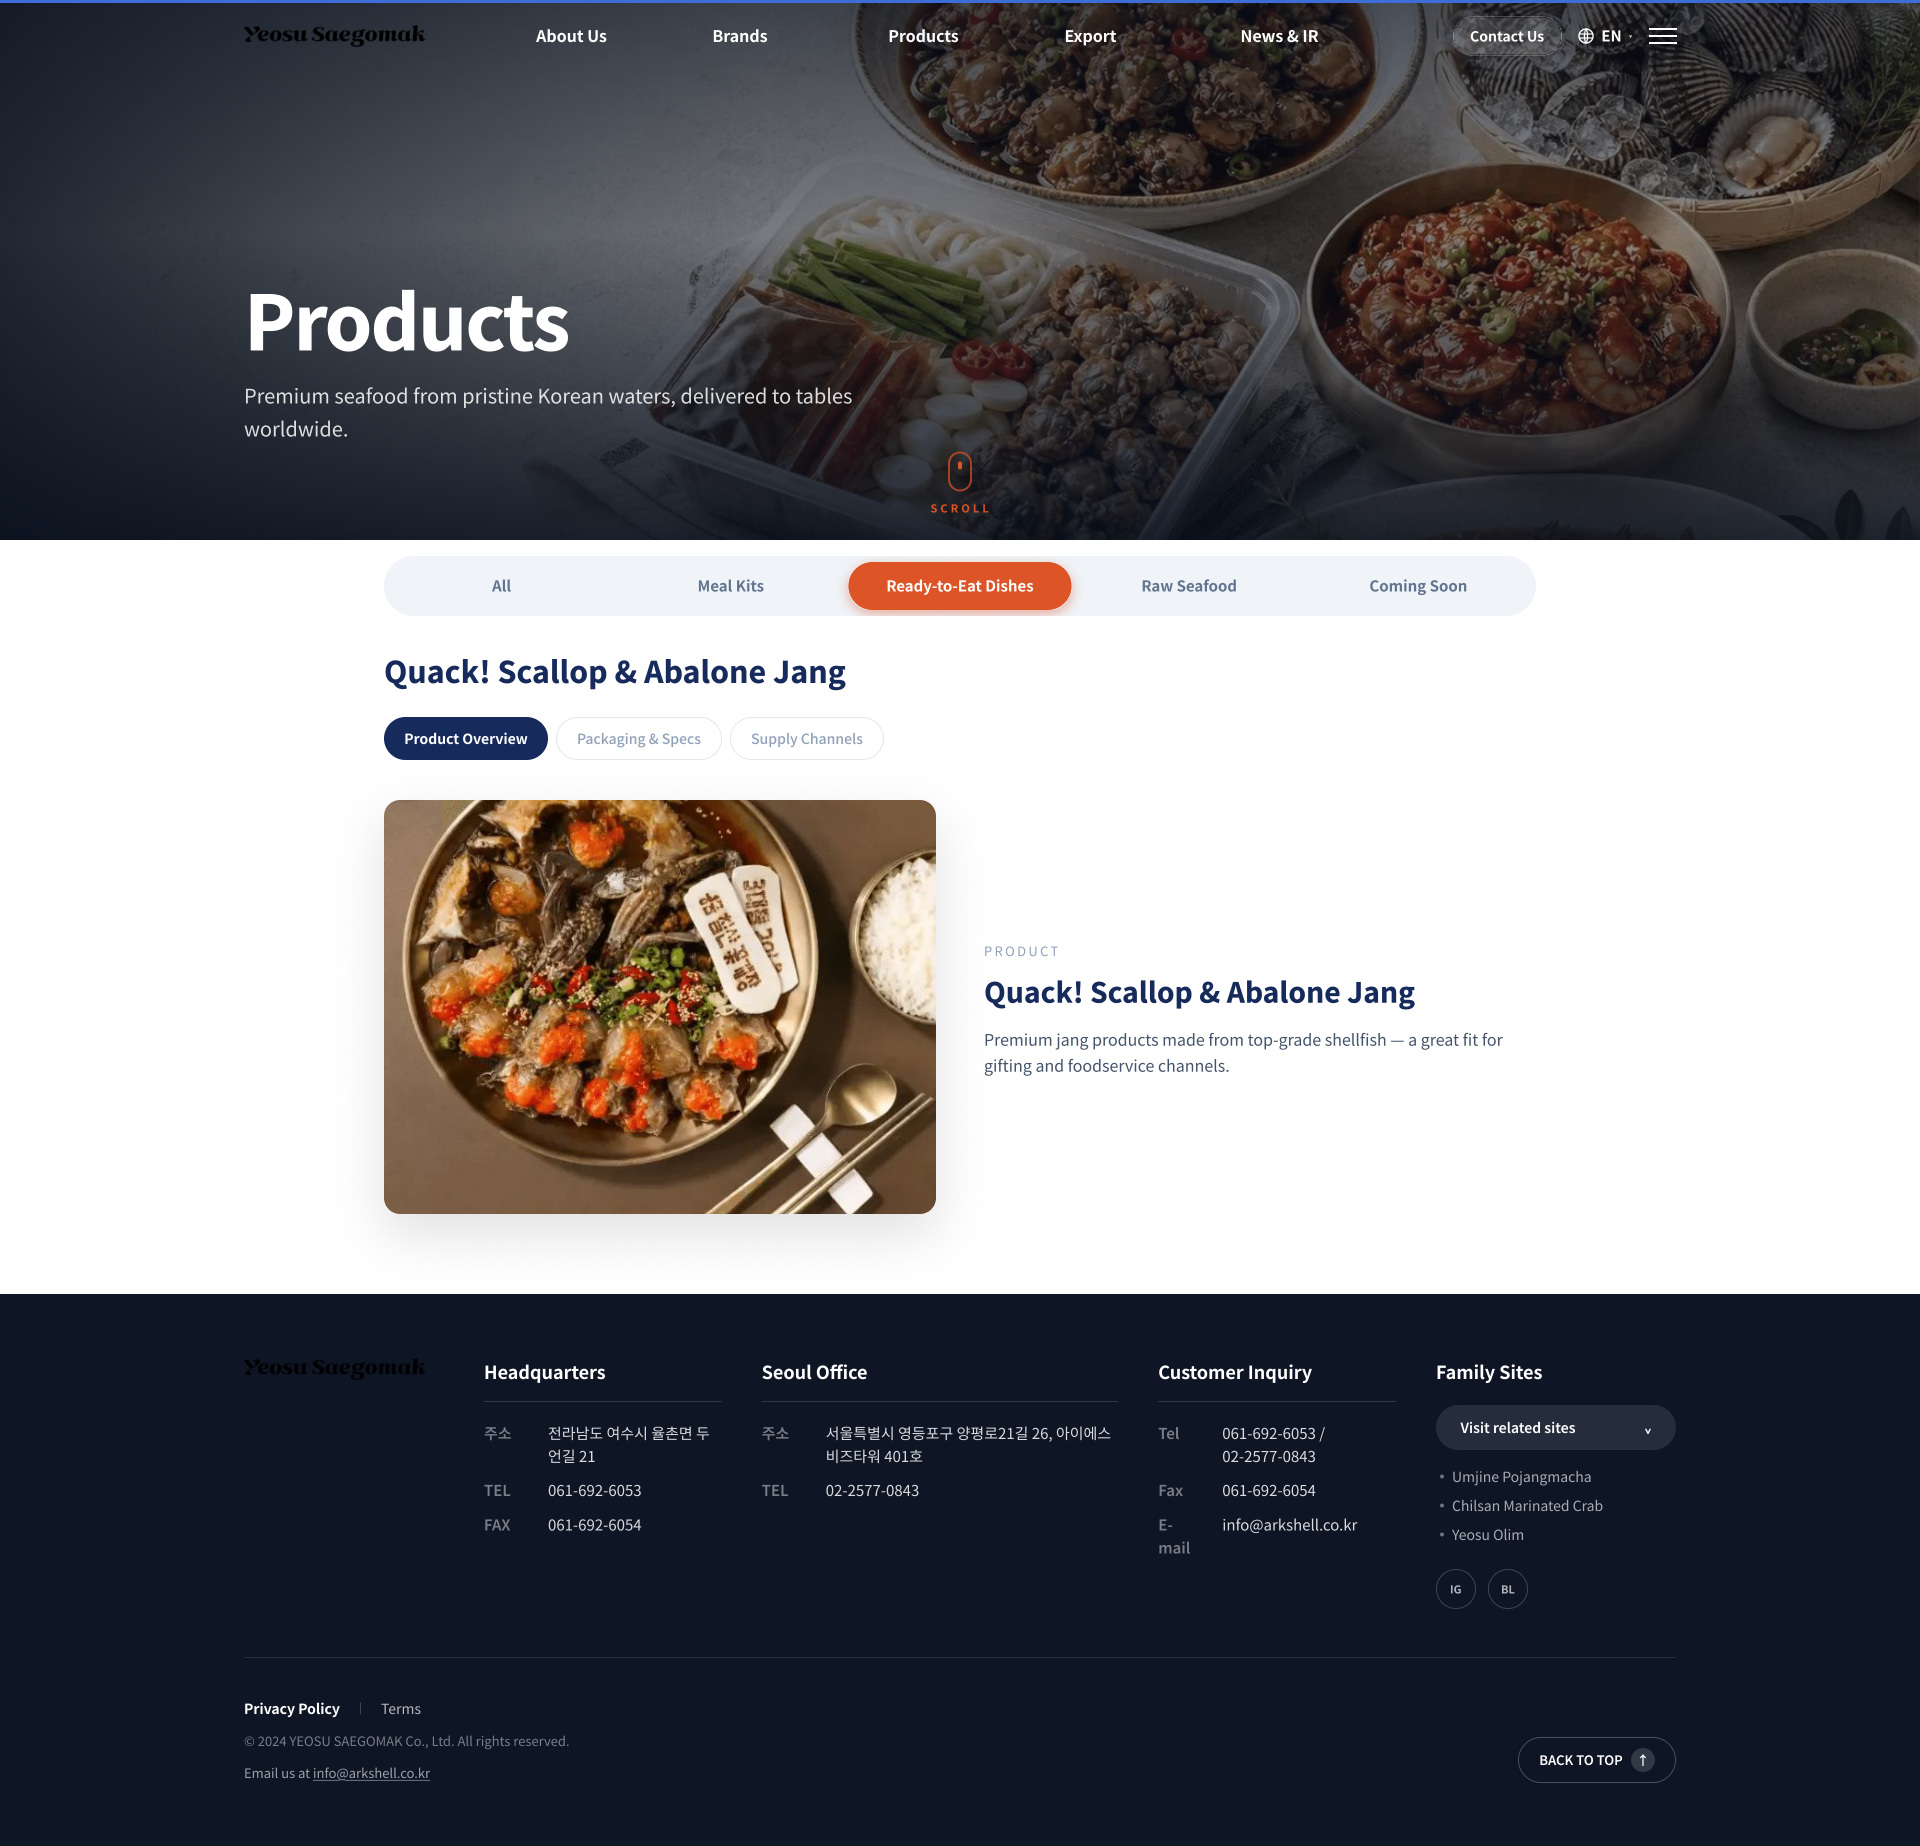 Yeosu Saegomak
About Us
Brands
Products
Export
News & IR
Contact Us
EN
Products
Premium seafood from pristine Korean waters, delivered to tables
worldwide.
SCROLL
All
Meal Kits
Ready-to-Eat Dishes
Raw Seafood
Coming Soon
Quack! Scallop & Abalone Jang
Product Overview
Packaging & Specs
Supply Channels
PRODUCT
Quack! Scallop & Abalone Jang
Premium jang products made from top-grade shellfish — a great fit for
gifting and foodservice channels.
Yeosu Saegomak
Headquarters
주소 전라남도 여수시 율촌면 두
언길 21
TEL 061-692-6053
FAX 061-692-6054
Seoul Office
주소 서울특별시 영등포구 양평로21길 26, 아이에스
비즈타워 401호
TEL 02-2577-0843
Customer Inquiry
Tel 061-692-6053 /
02-2577-0843
Fax 061-692-6054
E-
mail info@arkshell.co.kr
Family Sites
Visit related sites
• Umjine Pojangmacha
• Chilsan Marinated Crab
• Yeosu Olim
IG
BL
Privacy Policy
Terms
© 2024 YEOSU SAEGOMAK Co., Ltd. All rights reserved.
Email us at info@arkshell.co.kr
BACK TO TOP ↑